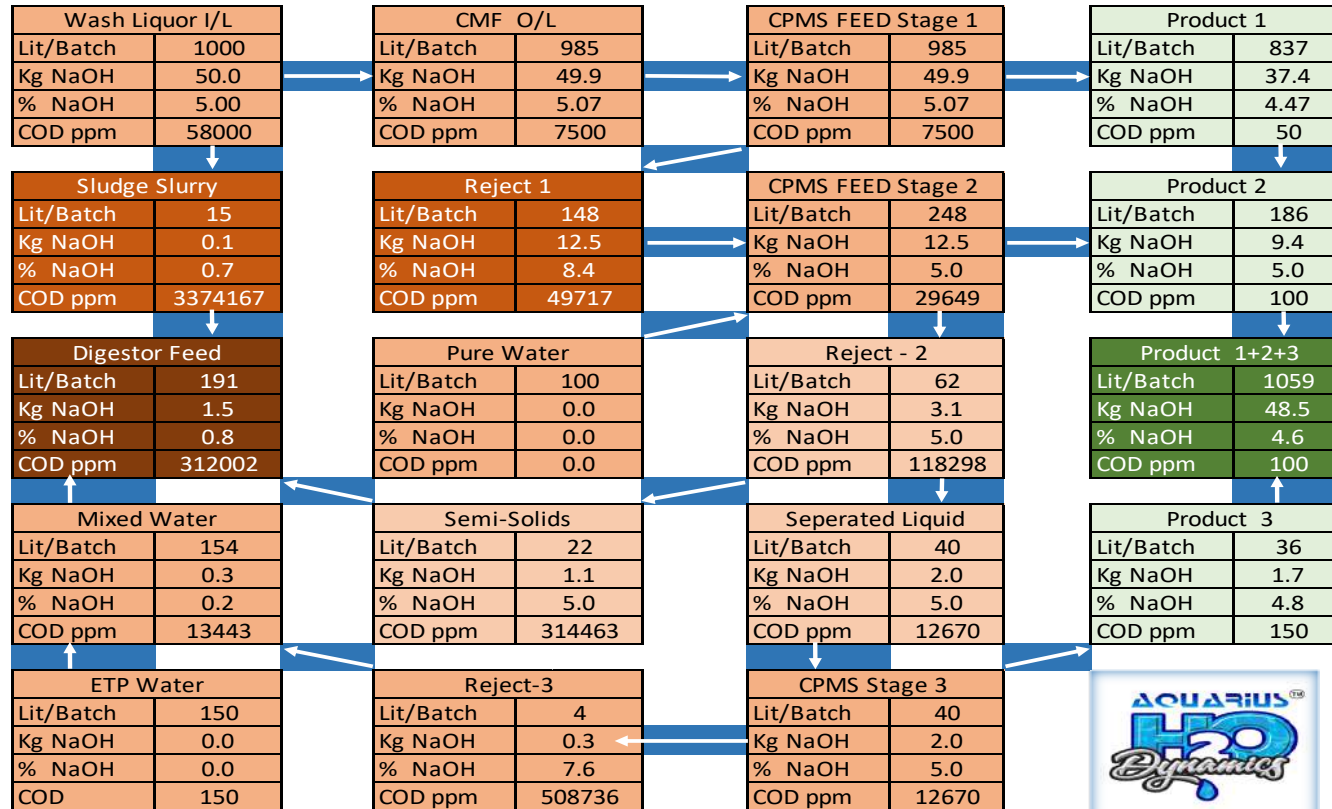 Wash Liquor I/L
Lit/Batch 1000
Kg NaOH 50.0
% NaOH 5.00
COD ppm 58000
CMF O/L
Lit/Batch 985
Kg NaOH 49.9
% NaOH 5.07
COD ppm 7500
CPMS FEED Stage 1
Lit/Batch 985
Kg NaOH 49.9
% NaOH 5.07
COD ppm 7500
Product 1
Lit/Batch 837
Kg NaOH 37.4
% NaOH 4.47
COD ppm 50
Sludge Slurry
Lit/Batch 15
Kg NaOH 0.1
% NaOH 0.7
COD ppm 3374167
Reject 1
Lit/Batch 148
Kg NaOH 12.5
% NaOH 8.4
COD ppm 49717
CPMS FEED Stage 2
Lit/Batch 248
Kg NaOH 12.5
% NaOH 5.0
COD ppm 29649
Product 2
Lit/Batch 186
Kg NaOH 9.4
% NaOH 5.0
COD ppm 100
Digestor Feed
Lit/Batch 191
Kg NaOH 1.5
% NaOH 0.8
COD ppm 312002
Pure Water
Lit/Batch 100
Kg NaOH 0.0
% NaOH 0.0
COD ppm 0.0
Reject - 2
Lit/Batch 62
Kg NaOH 3.1
% NaOH 5.0
COD ppm 118298
Product 1+2+3
Lit/Batch 1059
Kg NaOH 48.5
% NaOH 4.6
COD ppm 100
Mixed Water
Lit/Batch 154
Kg NaOH 0.3
% NaOH 0.2
COD ppm 13443
Semi-Solids
Lit/Batch 22
Kg NaOH 1.1
% NaOH 5.0
COD ppm 314463
Seperated Liquid
Lit/Batch 40
Kg NaOH 2.0
% NaOH 5.0
COD ppm 12670
Product 3
Lit/Batch 36
Kg NaOH 1.7
% NaOH 4.8
COD ppm 150
ETP Water
Lit/Batch 150
Kg NaOH 0.0
% NaOH 0.0
COD 150
Reject-3
Lit/Batch 4
Kg NaOH 0.3
% NaOH 7.6
COD ppm 508736
CPMS Stage 3
Lit/Batch 40
Kg NaOH 2.0
% NaOH 5.0
COD ppm 12670
AQUARIUS™
H2O
Dynamics